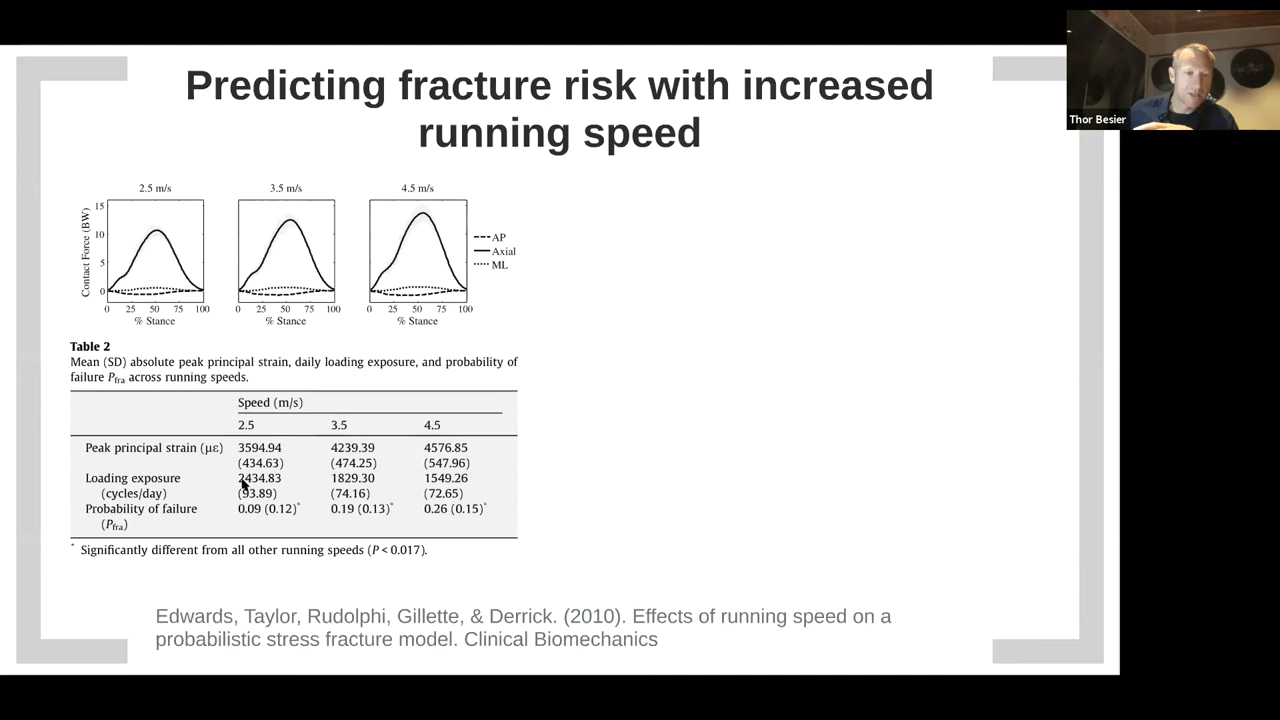 Predicting fracture risk with increased
running speed
Thor Besier
2.5 m/s 3.5 m/s 4.5 m/s
Contact Force (BW)
15
10
5
0
0 25 50 75 100 0 25 50 75 100 0 25 50 75 100
% Stance % Stance % Stance
AP
Axial
ML
Table 2
Mean (SD) absolute peak principal strain, daily loading exposure, and probability of
failure Pfra across running speeds.
Speed (m/s)
2.5 3.5 4.5
Peak principal strain (με) 3594.94 4239.39 4576.85
(434.63) (474.25) (547.96)
Loading exposure 2434.83 1829.30 1549.26
(cycles/day) (93.89) (74.16) (72.65)
Probability of failure 0.09 (0.12)* 0.19 (0.13)* 0.26 (0.15)*
(Pfra)
* Significantly different from all other running speeds (P < 0.017).
Edwards, Taylor, Rudolphi, Gillette, & Derrick. (2010). Effects of running speed on a
probabilistic stress fracture model. Clinical Biomechanics